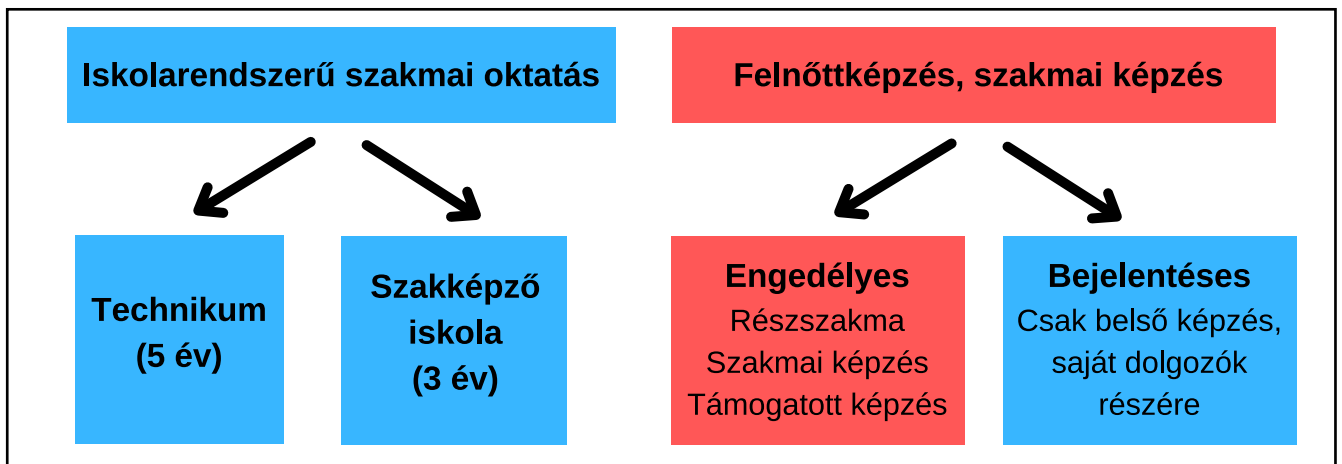 Iskolarendszerű szakmai oktatás
Felnőttképzés, szakmai képzés
Technikum
(5 év)
Szakképző
iskola
(3 év)
Engedélyes
Részszakma
Szakmai képzés
Támogatott képzés
Bejelentéses
Csak belső képzés,
saját dolgozók
részére